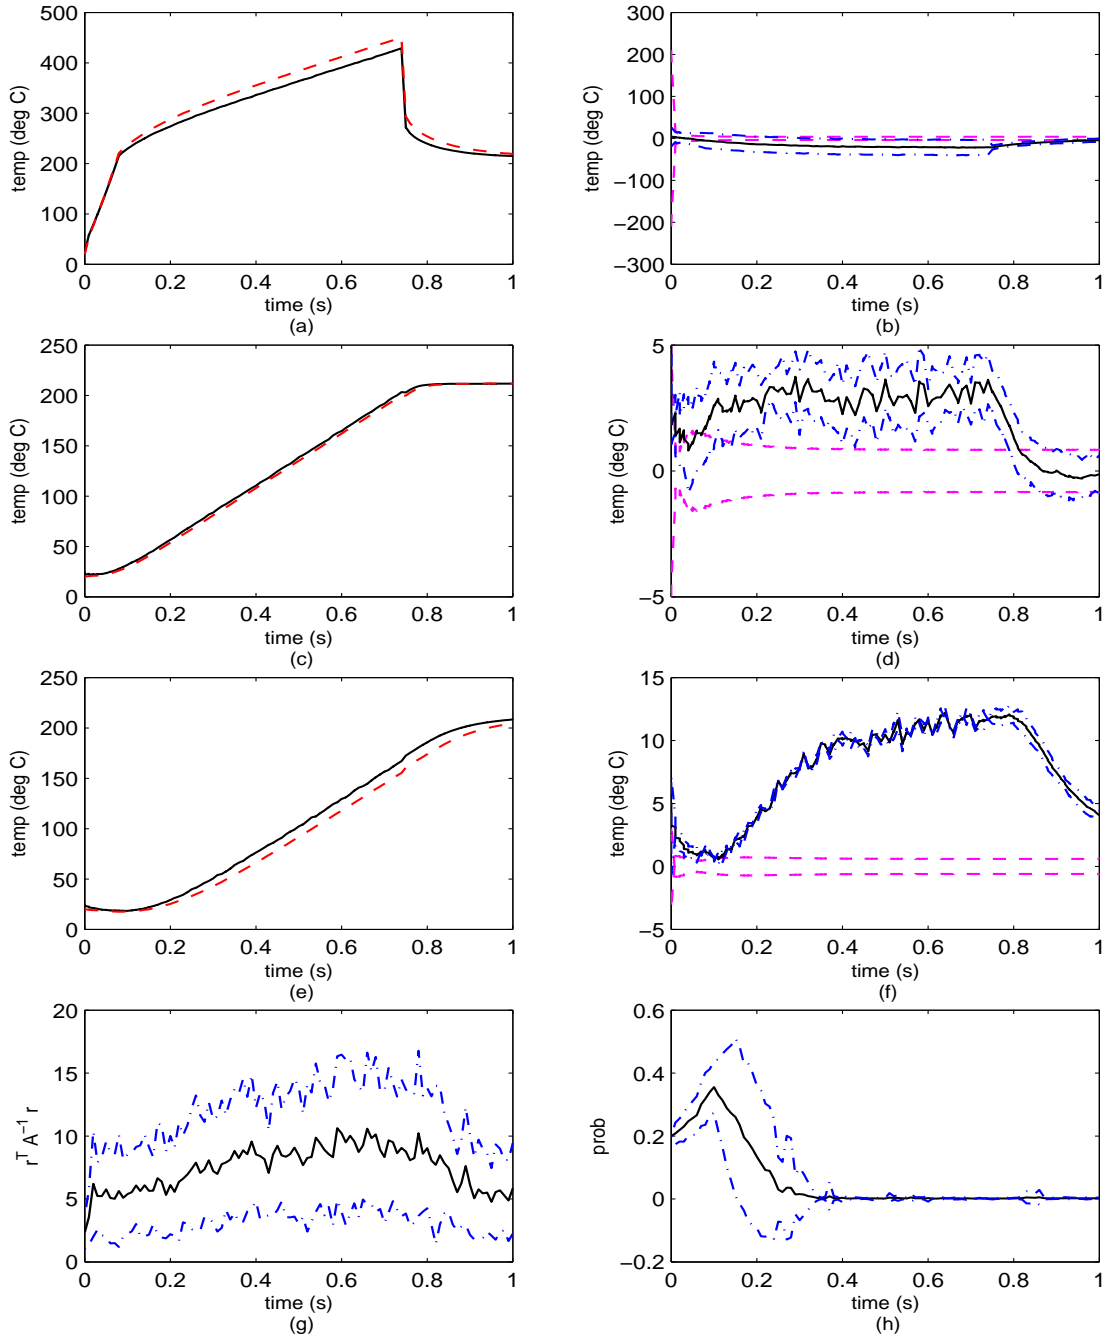 500
400
300
200
100
0
temp (deg C)
0 0.2 0.4 0.6 0.8 1
time (s)
(a)
300
200
100
0
−100
−200
−300
temp (deg C)
0 0.2 0.4 0.6 0.8 1
time (s)
(b)
250
200
150
100
50
0
temp (deg C)
0 0.2 0.4 0.6 0.8 1
time (s)
(c)
5
0
−5
temp (deg C)
0 0.2 0.4 0.6 0.8 1
time (s)
(d)
250
200
150
100
50
0
temp (deg C)
0 0.2 0.4 0.6 0.8 1
time (s)
(e)
15
10
5
0
−5
temp (deg C)
0 0.2 0.4 0.6 0.8 1
time (s)
(f)
20
15
10
5
0
r^T A^−1 r
0 0.2 0.4 0.6 0.8 1
time (s)
(g)
0.6
0.4
0.2
0
−0.2
prob
0 0.2 0.4 0.6 0.8 1
time (s)
(h)